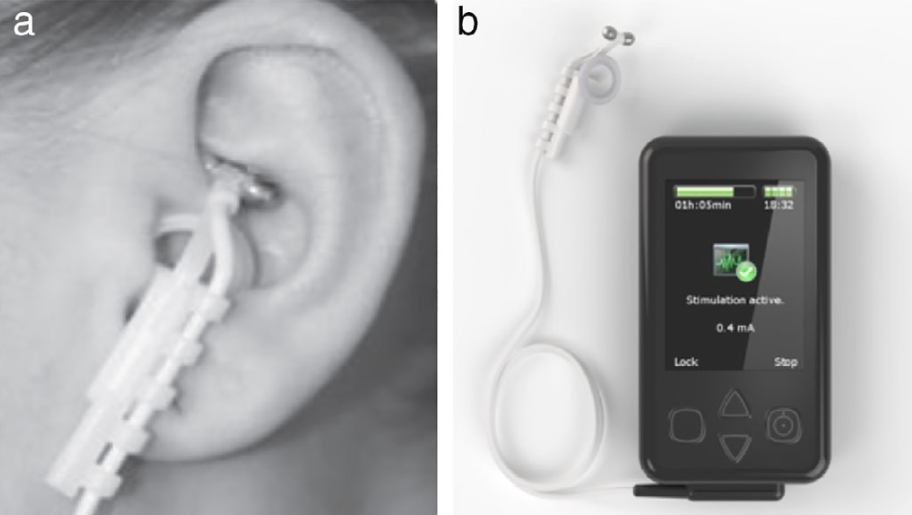 a
b
01h:05min 18:32
Stimulation active.
0.4 mA
Lock Stop